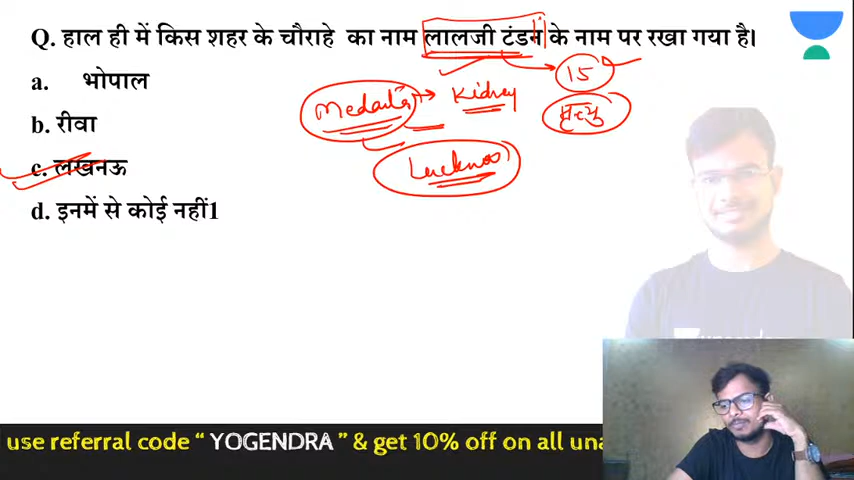 Q. हाल ही में किस शहर के चौराहे का नाम लालजी टंडन के नाम पर रखा गया है।
a. भोपाल
15
Medanta → Kidney
मृत्यु
b. रीवा
Lucknow
c. लखनऊ
d. इनमें से कोई नहीं1
use referral code “ YOGENDRA ” & get 10% off on all una